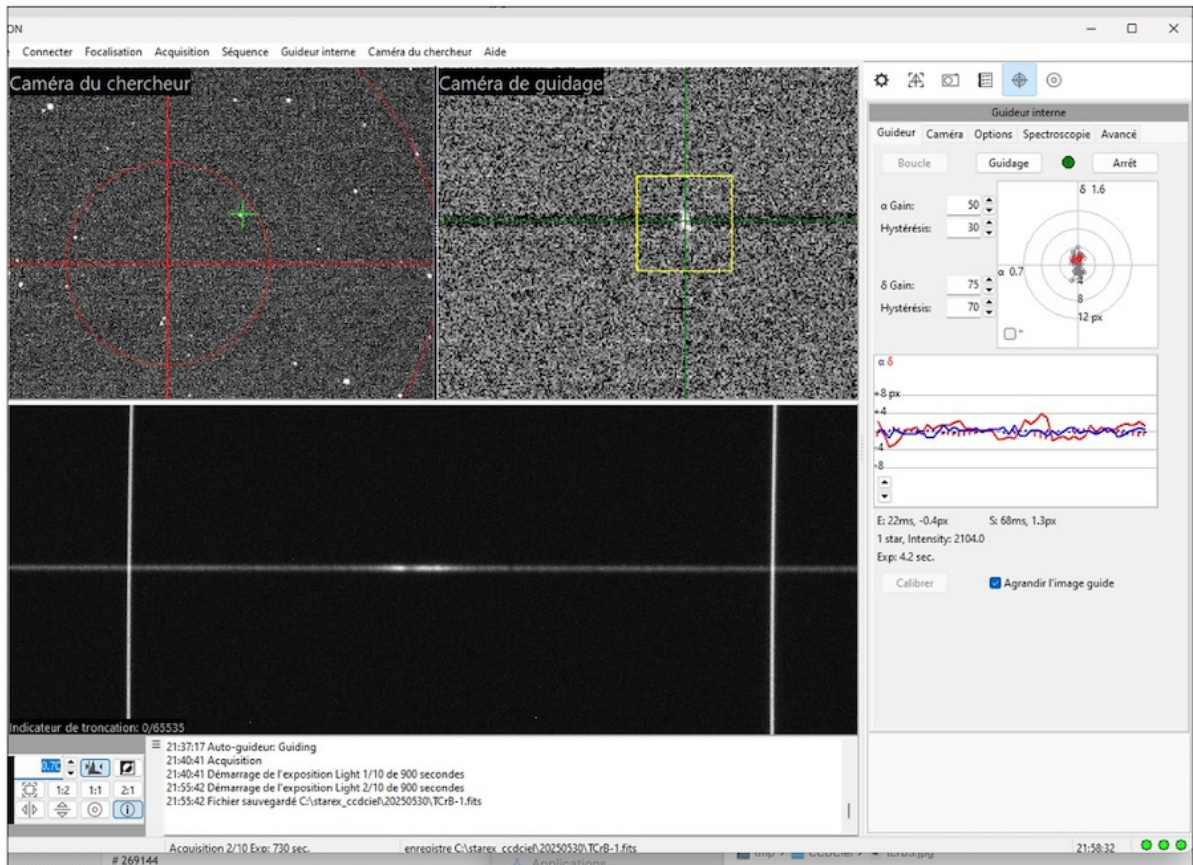 ON
Connecter Focalisation Acquisition Séquence Guideur interne Caméra du chercheur Aide
Caméra du chercheur
Caméra de guidage
Guideur interne
Guideur Caméra Options Spectroscopie Avancé
Boucle Guidage Arrêt
α Gain: 50
Hystérésis: 30
δ Gain: 75
Hystérésis: 70
δ 1.6
α 0.7
4
8
12 px
"
α δ
+8 px
+4
-4
-8
E: 22ms, -0.4px S: 68ms, 1.3px
1 star, Intensity: 2104.0
Exp: 4.2 sec.
Calibrer Agrandir l'image guide
Indicateur de troncation: 0/65535
0.70
1:2 1:1 2:1
21:37:17 Auto-guideur: Guiding
21:40:41 Acquisition
21:40:41 Démarrage de l'exposition Light 1/10 de 900 secondes
21:55:42 Démarrage de l'exposition Light 2/10 de 900 secondes
21:55:42 Fichier sauvegardé C:\starex_ccdciel\20250530\TCrB-1.fits
Acquisition 2/10 Exp: 730 sec. enregistre C:\starex_ccdciel\20250530\TCrB-1.fits 21:58:32
# 269144 Applications tmp CCDciel